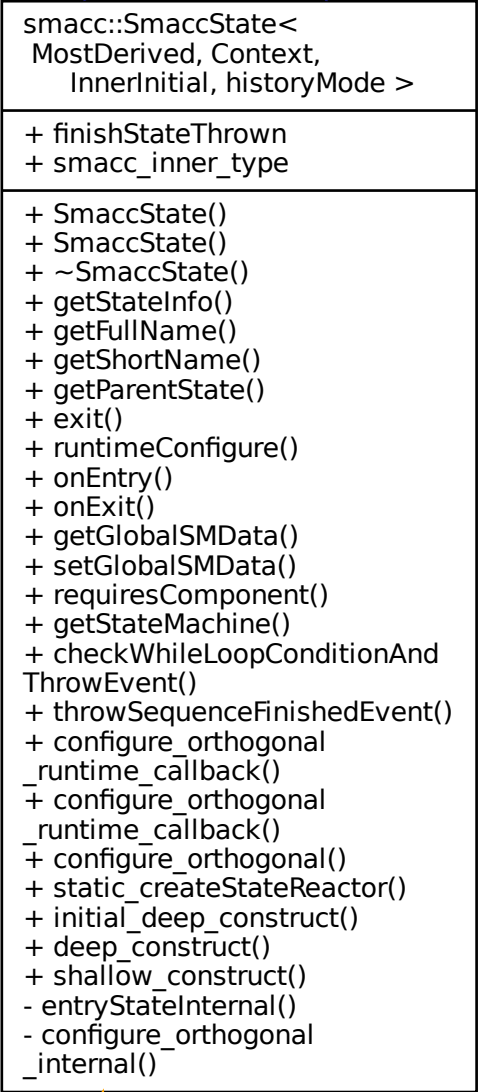 smacc::SmaccState<
MostDerived, Context,
InnerInitial, historyMode >
+ finishStateThrown
+ smacc_inner_type
+ SmaccState()
+ SmaccState()
+ ~SmaccState()
+ getStateInfo()
+ getFullName()
+ getShortName()
+ getParentState()
+ exit()
+ runtimeConfigure()
+ onEntry()
+ onExit()
+ getGlobalSMData()
+ setGlobalSMData()
+ requiresComponent()
+ getStateMachine()
+ checkWhileLoopConditionAnd
ThrowEvent()
+ throwSequenceFinishedEvent()
+ configure_orthogonal
_runtime_callback()
+ configure_orthogonal
_runtime_callback()
+ configure_orthogonal()
+ static_createStateReactor()
+ initial_deep_construct()
+ deep_construct()
+ shallow_construct()
- entryStateInternal()
- configure_orthogonal
_internal()